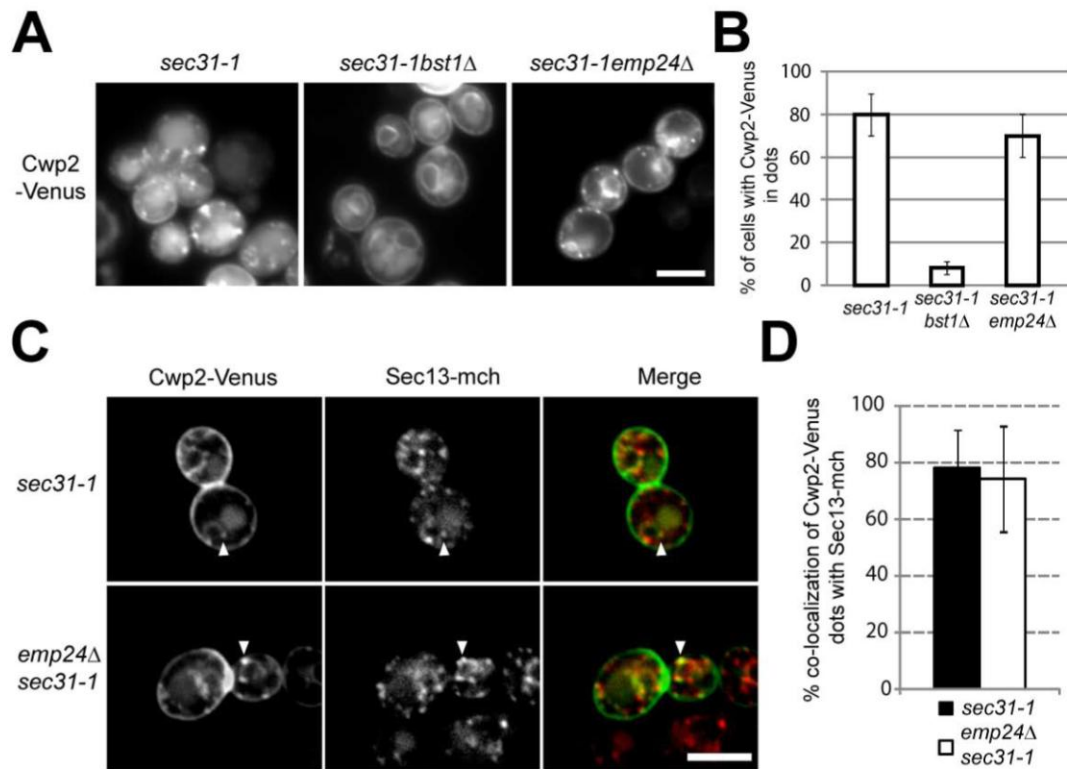 A
sec31-1
sec31-1bst1Δ
sec31-1emp24Δ
Cwp2
-Venus
B
% of cells with Cwp2-Venus
in dots
100
80
60
40
20
0
sec31-1
sec31-1
bst1Δ
sec31-1
emp24Δ
C
Cwp2-Venus
Sec13-mch
Merge
sec31-1
emp24Δ
sec31-1
D
% co-localization of Cwp2-Venus
dots with Sec13-mch
100
80
60
40
20
0
sec31-1
emp24Δ
sec31-1